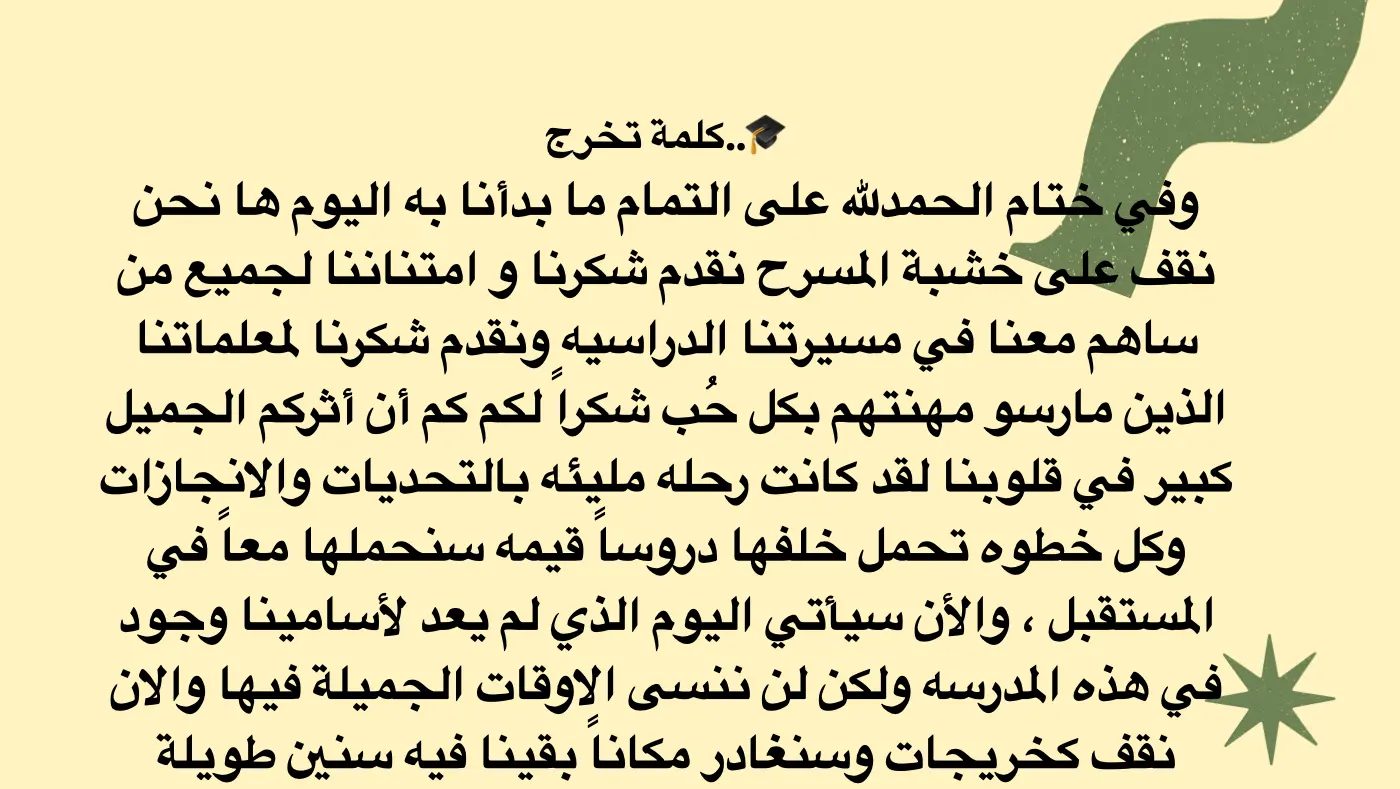 🎓..كلمة تخرج
وفي ختام الحمدلله على التمام ما بدأنا به اليوم ها نحن
نقف على خشبة المسرح نقدم شكرنا و امتناننا لجميع من
ساهم معنا في مسيرتنا الدراسيه ونقدم شكرنا لمعلماتنا
الذين مارسو مهنتهم بكل حُب شكراً لكم كم أن أثركم الجميل
كبير في قلوبنا لقد كانت رحله مليئه بالتحديات والانجازات
وكل خطوه تحمل خلفها دروساً قيمه سنحملها معاً في
المستقبل ، والأن سيأتي اليوم الذي لم يعد لأسامينا وجود
في هذه المدرسه ولكن لن ننسى الاوقات الجميلة فيها والان
نقف كخريجات وسنغادر مكاناً بقينا فيه سنين طويلة